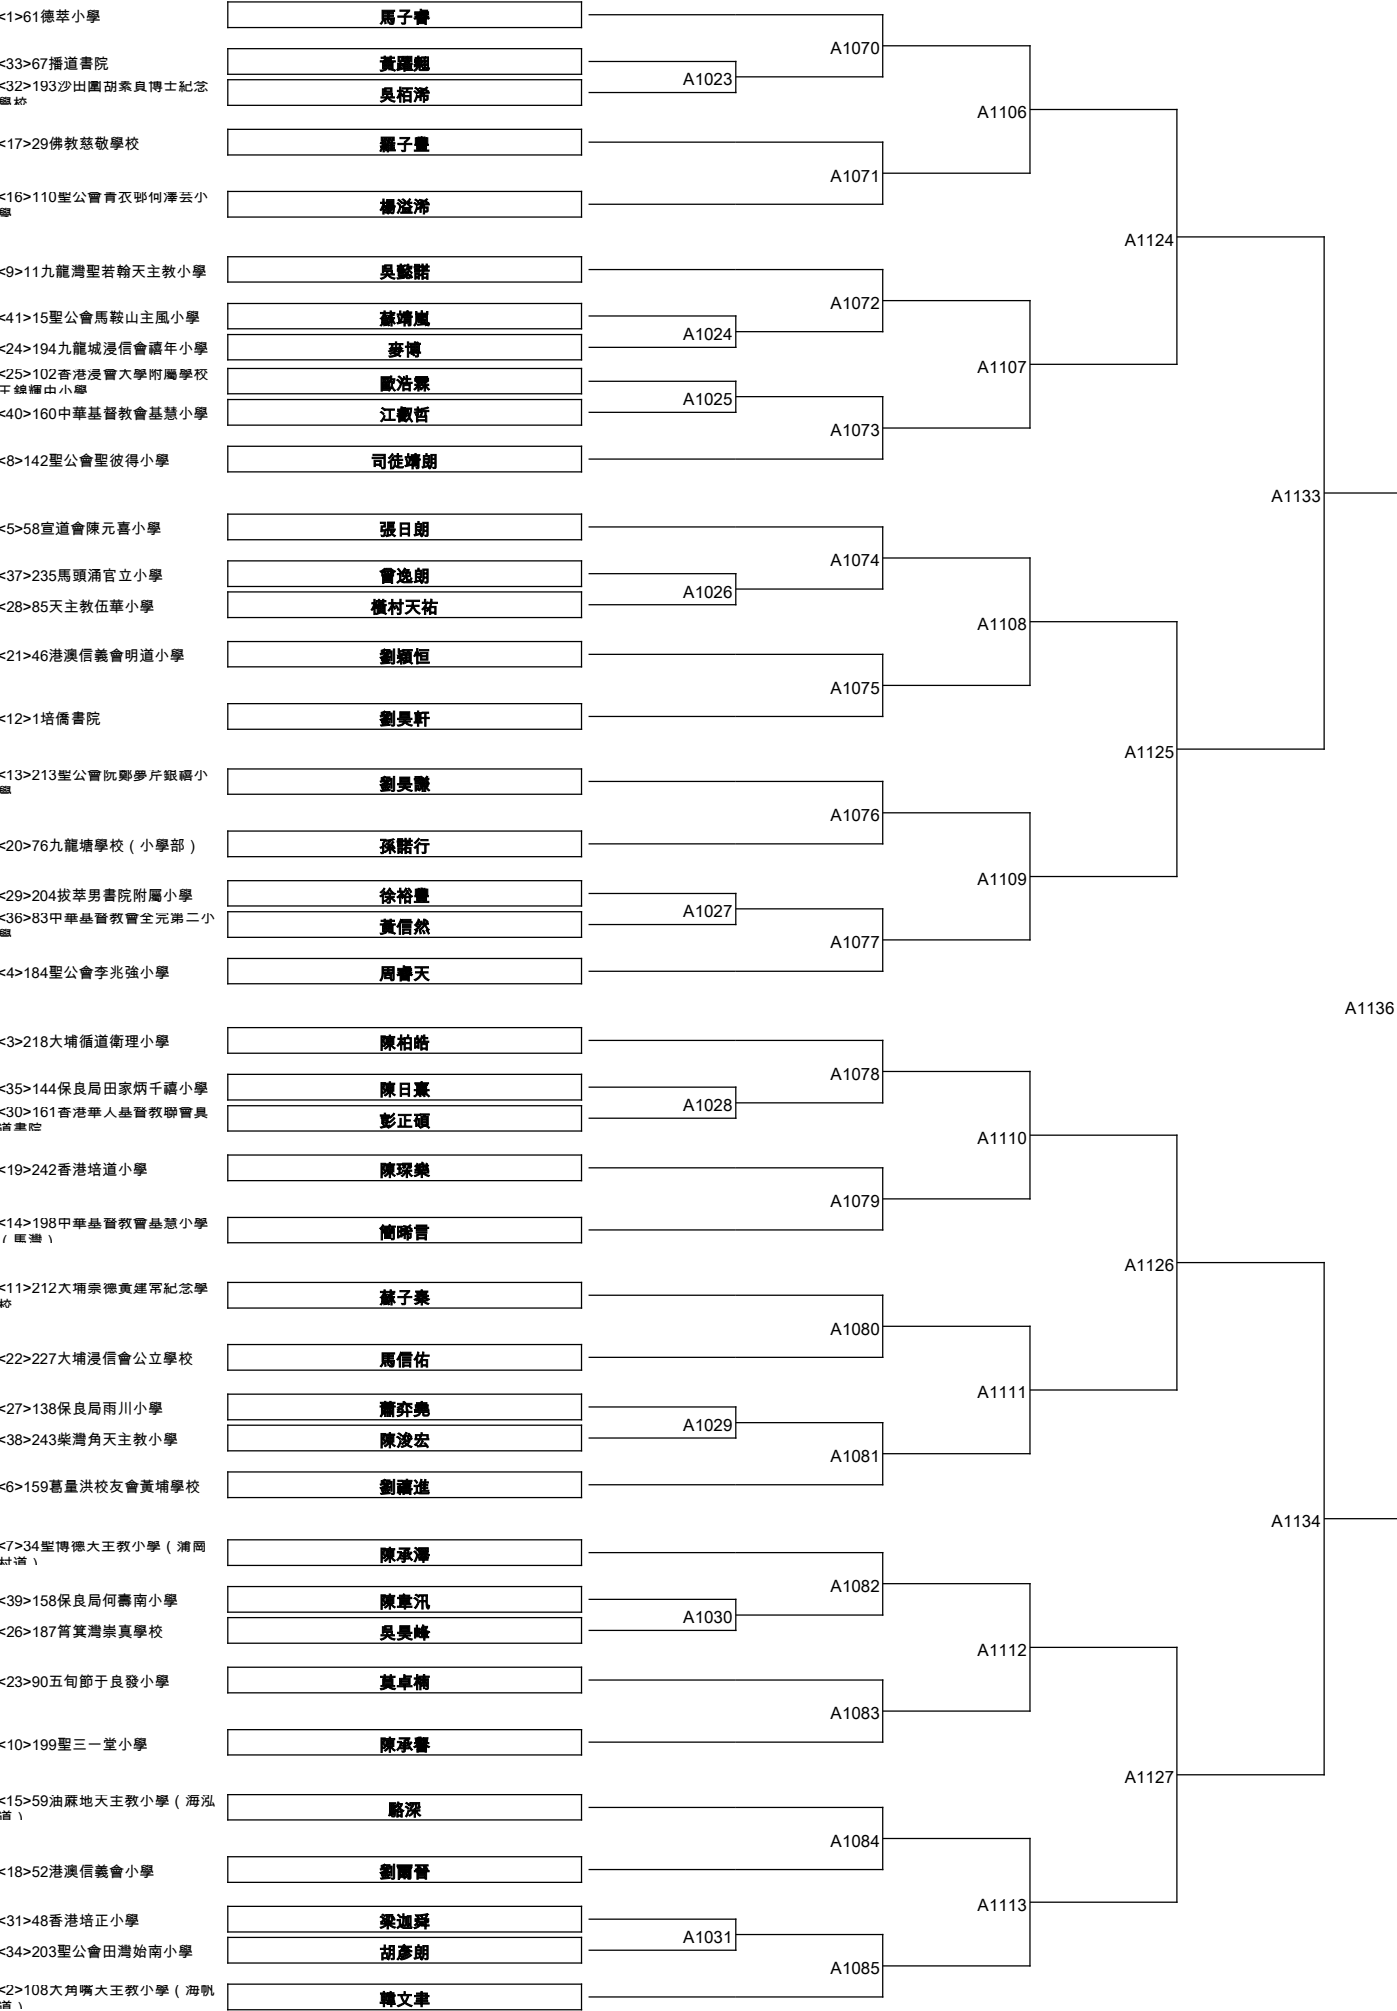 <1>61德萃小學 馬子睿
A1070
<33>67播道書院 黃躍翹
A1023
<32>193沙田圍胡素貞博士紀念
學校 吳栢浠
A1106
<17>29佛教慈敬學校 羅子豐
A1071
<16>110聖公會青衣邨何澤芸小
學 楊溢浠
A1124
<9>11九龍灣聖若翰天主教小學 吳懿諾
A1072
<41>15聖公會馬鞍山主風小學 蘇靖嵐
A1024
<24>194九龍城浸信會禧年小學 麥博
A1107
<25>102香港浸會大學附屬學校
王錦輝中小學 歐浩霖
A1025
<40>160中華基督教會基慧小學 江叡哲
A1073
<8>142聖公會聖彼得小學 司徒靖朗
A1133
<5>58宣道會陳元喜小學 張日朗
A1074
<37>235馬頭涌官立小學 曾逸朗
A1026
<28>85天主教伍華小學 橫村天祐
A1108
<21>46港澳信義會明道小學 劉穎恒
A1075
<12>1培僑書院 劉昊軒
A1125
<13>213聖公會阮鄭夢芹銀禧小
學 劉昊謙
A1076
<20>76九龍塘學校（小學部） 孫諾行
A1109
<29>204拔萃男書院附屬小學 徐裕豐
A1027
<36>83中華基督教會全完第二小
學 黃信然
A1077
<4>184聖公會李兆強小學 周睿天
A1136
<3>218大埔循道衛理小學 陳柏皓
A1078
<35>144保良局田家炳千禧小學 陳日熹
A1028
<30>161香港華人基督教聯會真
道書院 彭正碩
A1110
<19>242香港培道小學 陳琛樂
A1079
<14>198中華基督教會基慧小學
（馬灣） 簡晞言
A1126
<11>212大埔崇德黃建常紀念學
校 蘇子秦
A1080
<22>227大埔浸信會公立學校 馬信佑
A1111
<27>138保良局雨川小學 蕭弈堯
A1029
<38>243柴灣角天主教小學 陳浚宏
A1081
<6>159葛量洪校友會黃埔學校 劉禧進
A1134
<7>34聖博德天主教小學（蒲崗
村道） 陳承澤
A1082
<39>158保良局何壽南小學 陳韋汛
A1030
<26>187筲箕灣崇真學校 吳昊峰
A1112
<23>90五旬節于良發小學 莫卓楠
A1083
<10>199聖三一堂小學 陳承謩
A1127
<15>59油蔴地天主教小學（海泓
道） 駱深
A1084
<18>52港澳信義會小學 劉爾晉
A1113
<31>48香港培正小學 梁迦舜
A1031
<34>203聖公會田灣始南小學 胡彥朗
A1085
<2>108大角嘴天主教小學（海帆
道） 韓文聿